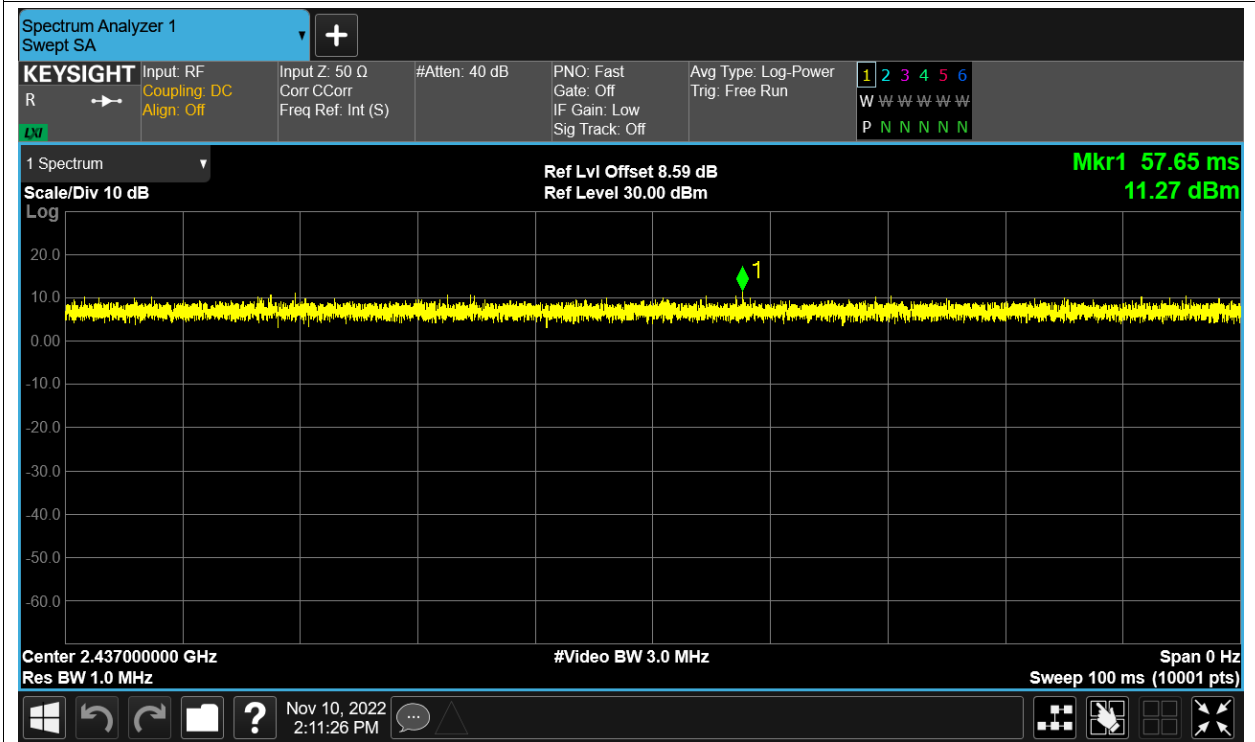 Spectrum Analyzer 1
Swept SA
▼
+
KEYSIGHT
R
LXI
Input: RF
Coupling: DC
Align: Off
Input Z: 50 Ω
Corr CCorr
Freq Ref: Int (S)
#Atten: 40 dB
PNO: Fast
Gate: Off
IF Gain: Low
Sig Track: Off
Avg Type: Log-Power
Trig: Free Run
1 2 3 4 5 6
W W W W W W
P N N N N N
1 Spectrum ▼
Scale/Div 10 dB
Log
Ref Lvl Offset 8.59 dB
Ref Level 30.00 dBm
Mkr1 57.65 ms
11.27 dBm
20.0
10.0
0.00
-10.0
-20.0
-30.0
-40.0
-50.0
-60.0
1
Center 2.437000000 GHz
Res BW 1.0 MHz
#Video BW 3.0 MHz
Span 0 Hz
Sweep 100 ms (10001 pts)
?
Nov 10, 2022
2:11:26 PM